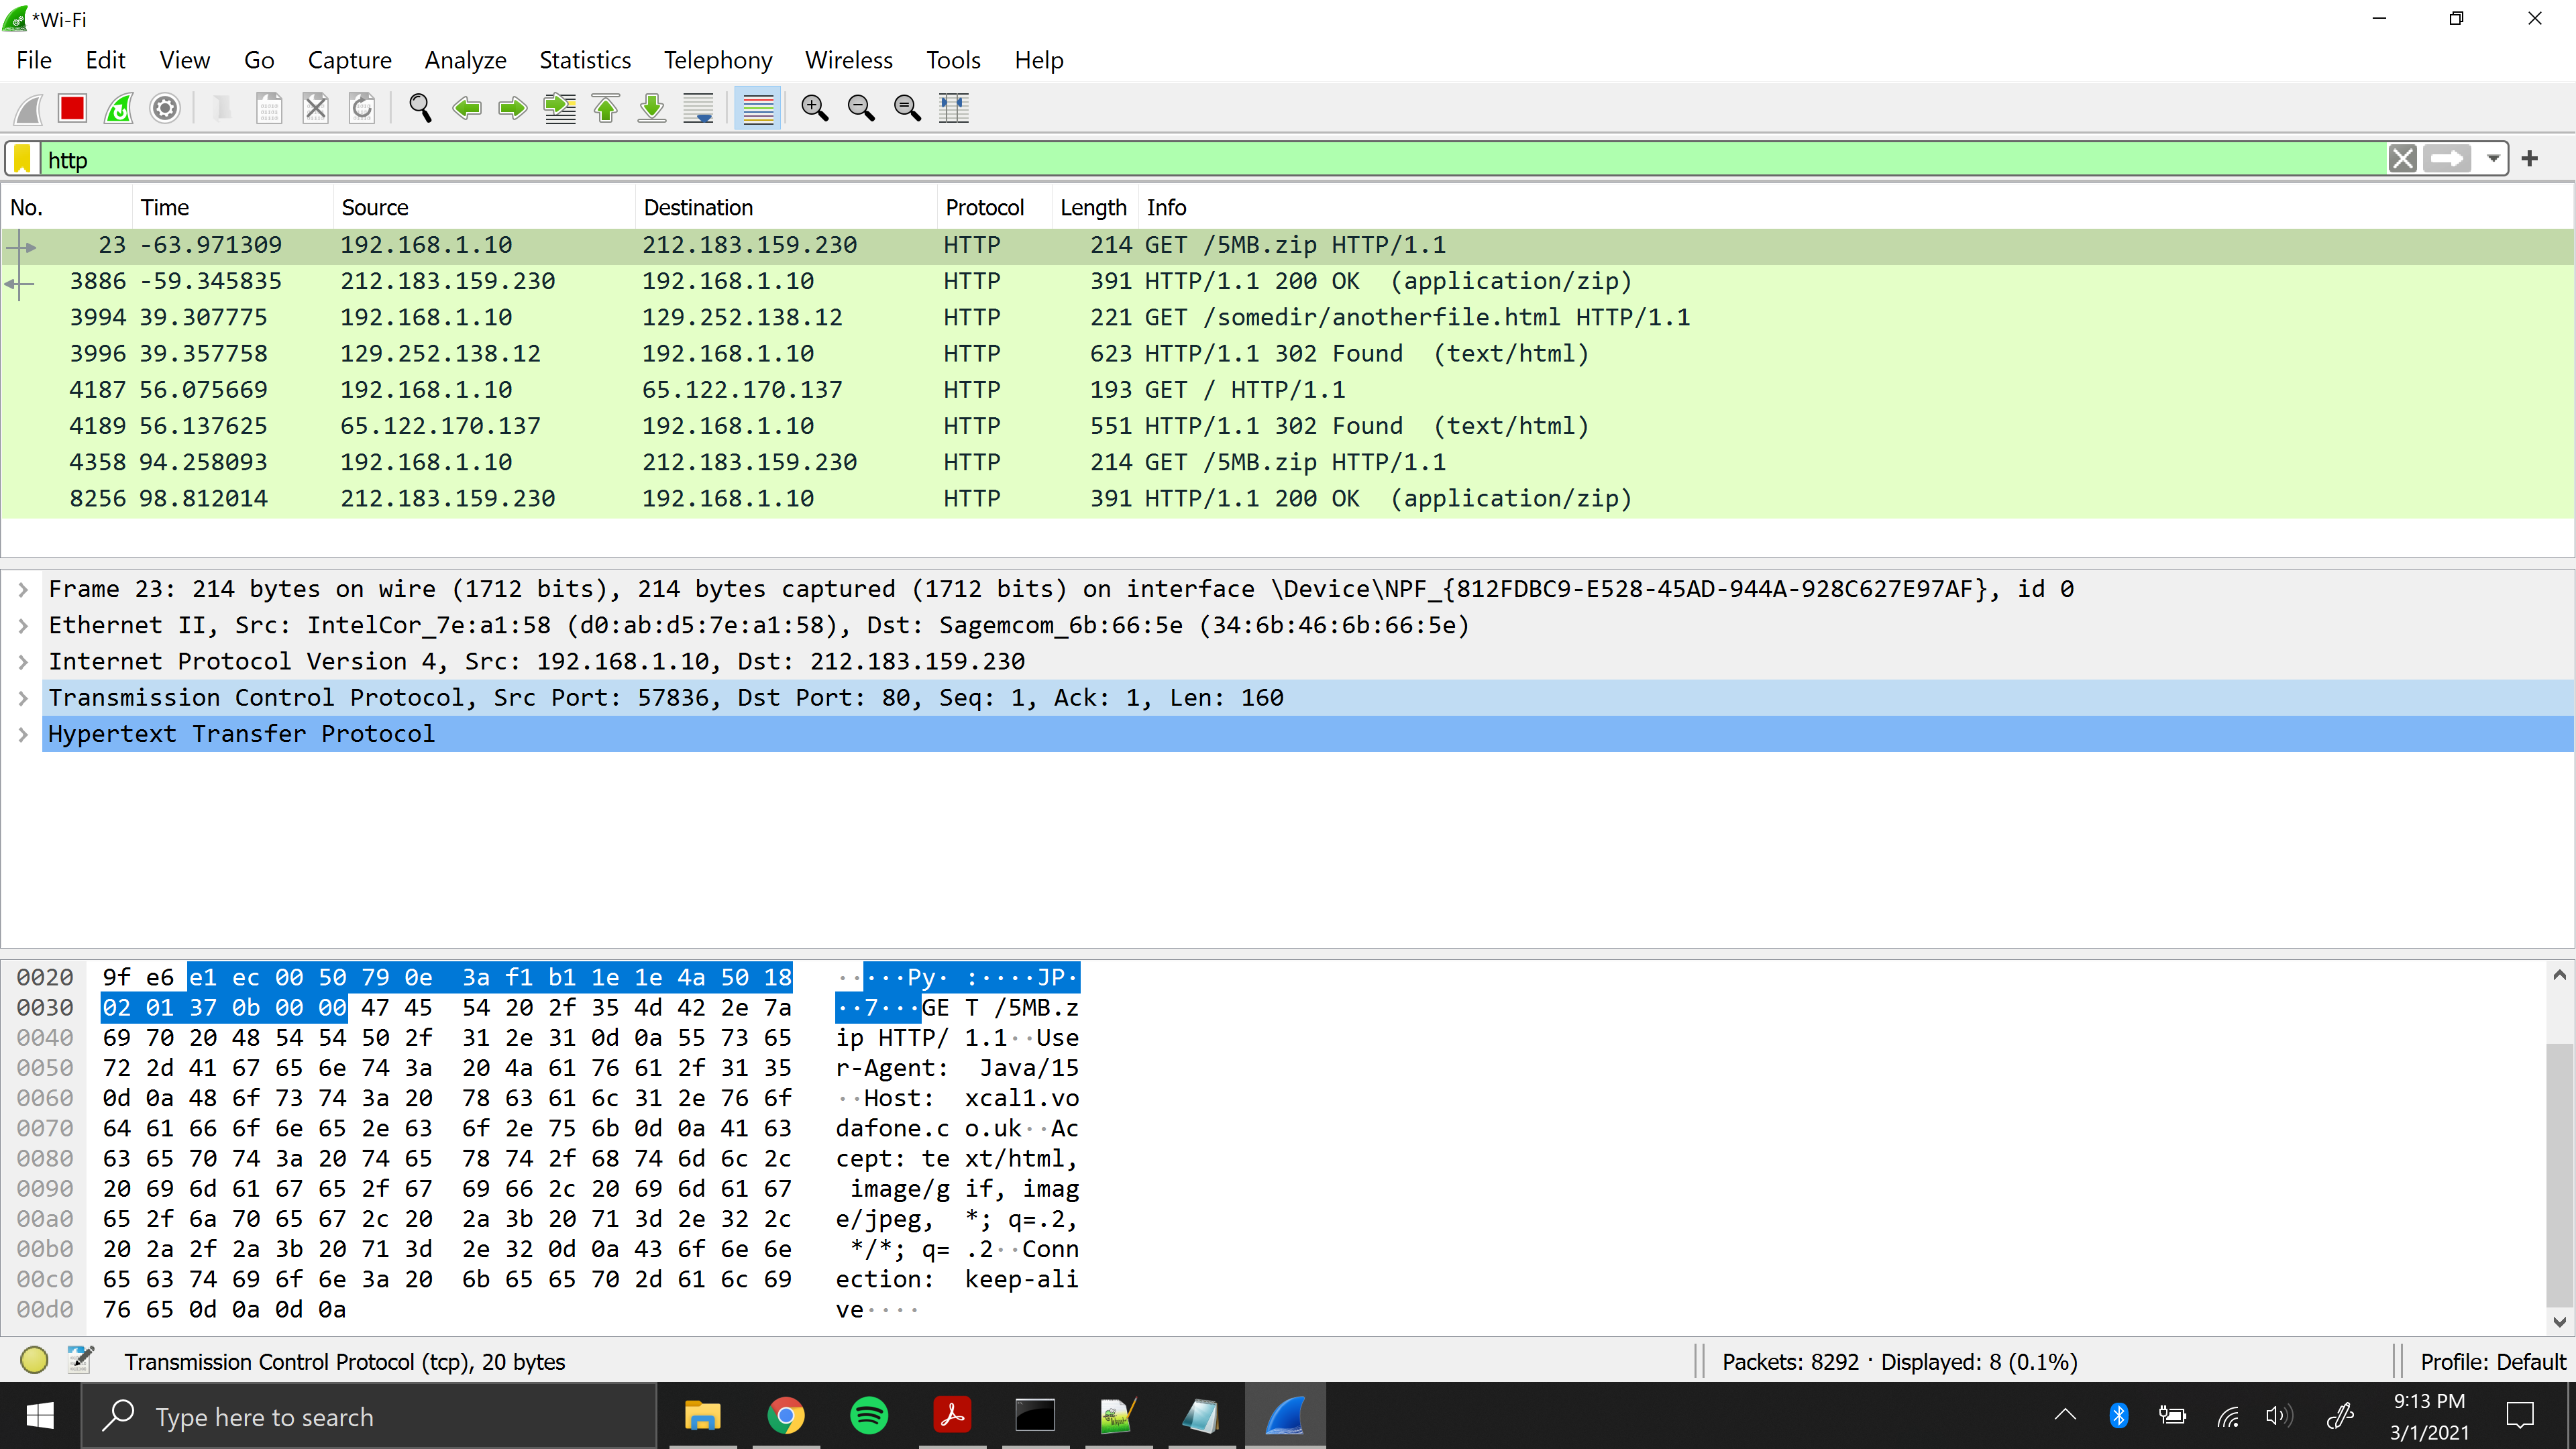 *Wi-Fi
File Edit View Go Capture Analyze Statistics Telephony Wireless Tools Help
http
No. Time Source Destination Protocol Length Info
23 -63.971309 192.168.1.10 212.183.159.230 HTTP 214 GET /5MB.zip HTTP/1.1
3886 -59.345835 212.183.159.230 192.168.1.10 HTTP 391 HTTP/1.1 200 OK (application/zip)
3994 39.307775 192.168.1.10 129.252.138.12 HTTP 221 GET /somedir/anotherfile.html HTTP/1.1
3996 39.357758 129.252.138.12 192.168.1.10 HTTP 623 HTTP/1.1 302 Found (text/html)
4187 56.075669 192.168.1.10 65.122.170.137 HTTP 193 GET / HTTP/1.1
4189 56.137625 65.122.170.137 192.168.1.10 HTTP 551 HTTP/1.1 302 Found (text/html)
4358 94.258093 192.168.1.10 212.183.159.230 HTTP 214 GET /5MB.zip HTTP/1.1
8256 98.812014 212.183.159.230 192.168.1.10 HTTP 391 HTTP/1.1 200 OK (application/zip)
Frame 23: 214 bytes on wire (1712 bits), 214 bytes captured (1712 bits) on interface \Device\NPF_{812FDBC9-E528-45AD-944A-928C627E97AF}, id 0
Ethernet II, Src: IntelCor_7e:a1:58 (d0:ab:d5:7e:a1:58), Dst: Sagemcom_6b:66:5e (34:6b:46:6b:66:5e)
Internet Protocol Version 4, Src: 192.168.1.10, Dst: 212.183.159.230
Transmission Control Protocol, Src Port: 57836, Dst Port: 80, Seq: 1, Ack: 1, Len: 160
Hypertext Transfer Protocol
0020 9f e6 e1 ec 00 50 79 0e 3a f1 b1 1e 1e 4a 50 18 ·····Py· :····JP·
0030 02 01 37 0b 00 00 47 45 54 20 2f 35 4d 42 2e 7a ··7···GE T /5MB.z
0040 69 70 20 48 54 54 50 2f 31 2e 31 0d 0a 55 73 65 ip HTTP/ 1.1··Use
0050 72 2d 41 67 65 6e 74 3a 20 4a 61 76 61 2f 31 35 r-Agent: Java/15
0060 0d 0a 48 6f 73 74 3a 20 78 63 61 6c 31 2e 76 6f ··Host: xcal1.vo
0070 64 61 66 6f 6e 65 2e 63 6f 2e 75 6b 0d 0a 41 63 dafone.c o.uk··Ac
0080 63 65 70 74 3a 20 74 65 78 74 2f 68 74 6d 6c 2c cept: te xt/html,
0090 20 69 6d 61 67 65 2f 67 69 66 2c 20 69 6d 61 67 image/g if, imag
00a0 65 2f 6a 70 65 67 2c 20 2a 3b 20 71 3d 2e 32 2c e/jpeg, *; q=.2,
00b0 20 2a 2f 2a 3b 20 71 3d 2e 32 0d 0a 43 6f 6e 6e */*; q= .2··Conn
00c0 65 63 74 69 6f 6e 3a 20 6b 65 65 70 2d 61 6c 69 ection: keep-ali
00d0 76 65 0d 0a 0d 0a ve····
Transmission Control Protocol (tcp), 20 bytes Packets: 8292 · Displayed: 8 (0.1%) Profile: Default
Type here to search
9:13 PM
3/1/2021